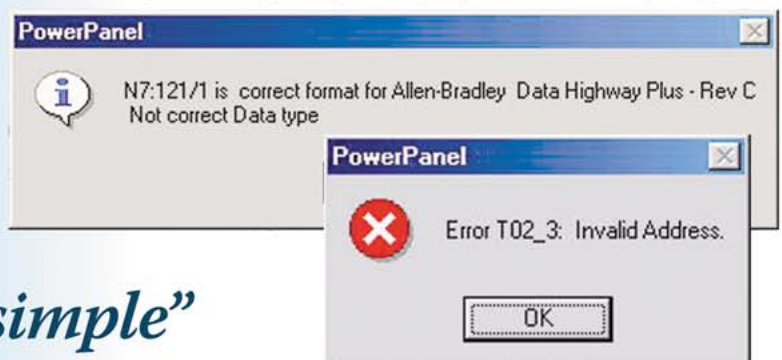 PowerPanel
N7:121/1 is correct format for Allen-Bradley Data Highway Plus - Rev C
Not correct Data type
PowerPanel
Error T02_3: Invalid Address.
OK
simple”